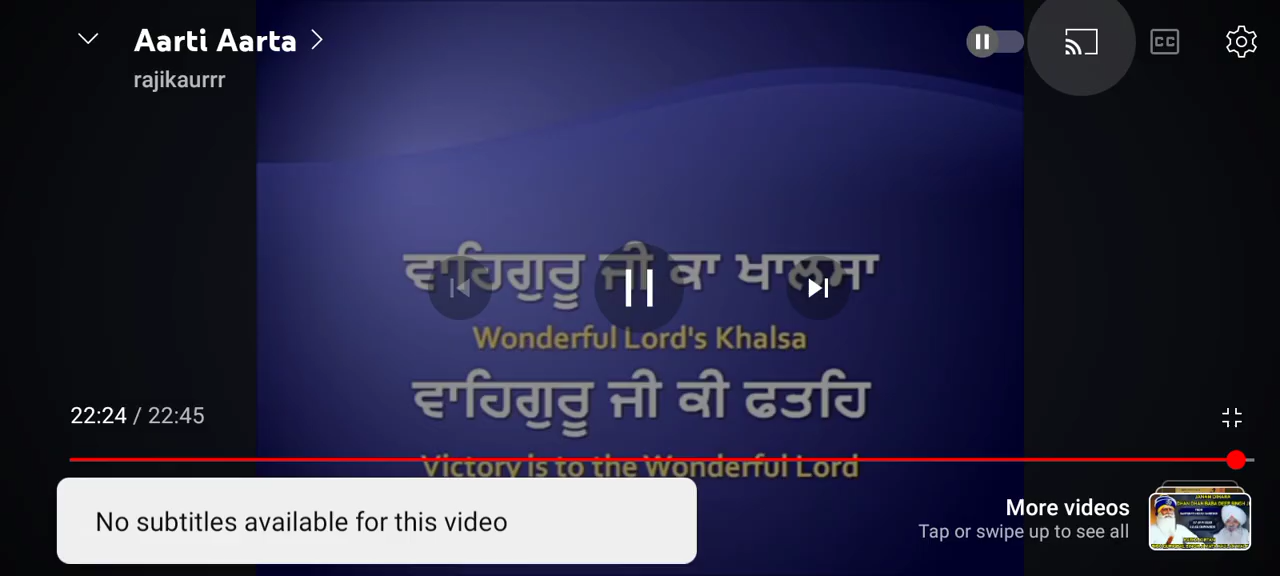 Aarti Aarta
rajikaurrr
CC
ਵਾਹਿਗੁਰੂ ਜੀ ਕਾ ਖਾਲਸਾ
Wonderful Lord's Khalsa
ਵਾਹਿਗੁਰੂ ਜੀ ਕੀ ਫਤਹਿ
22:24 / 22:45
Victory is to the Wonderful Lord
No subtitles available for this video
More videos
Tap or swipe up to see all